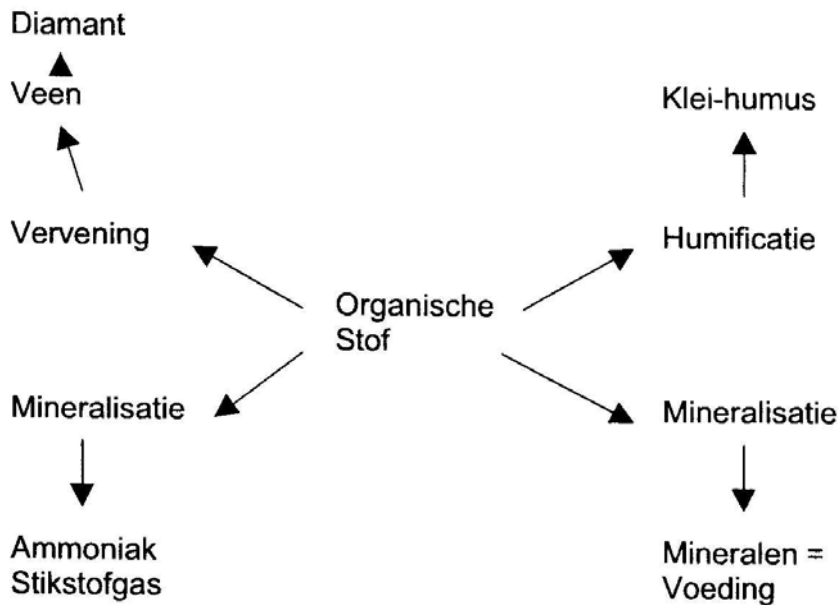 Diamant
Veen
Klei-humus
Vervening
Humificatie
Organische
Stof
Mineralisatie
Mineralisatie
Ammoniak
Stikstofgas
Mineralen =
Voeding